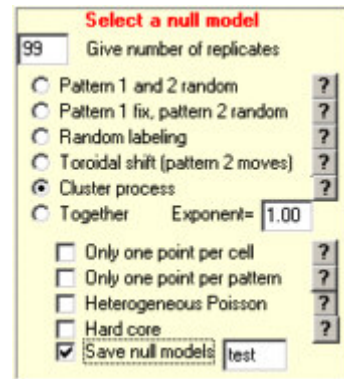 Select a null model
99 Give number of replicates
Pattern 1 and 2 random ?
Pattern 1 fix, pattern 2 random ?
Random labeling ?
Toroidal shift (pattern 2 moves) ?
Cluster process ?
Together Exponent= 1.00
Only one point per cell ?
Only one point per pattern ?
Heterogeneous Poisson ?
Hard core ?
Save null models test